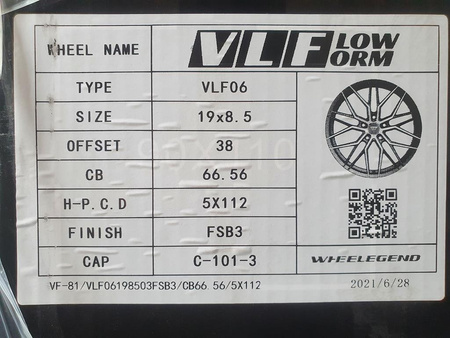 WHEEL NAME VLF LOW ORM
TYPE VLF06
SIZE 19x8.5
OFFSET 38
CB 66.56
H-P.C.D 5X112
FINISH FSB3
CAP C-101-3
WHEELEGEND
VF-81/VLF06198503FSB3/CB66.56/5X112 2021/6/28